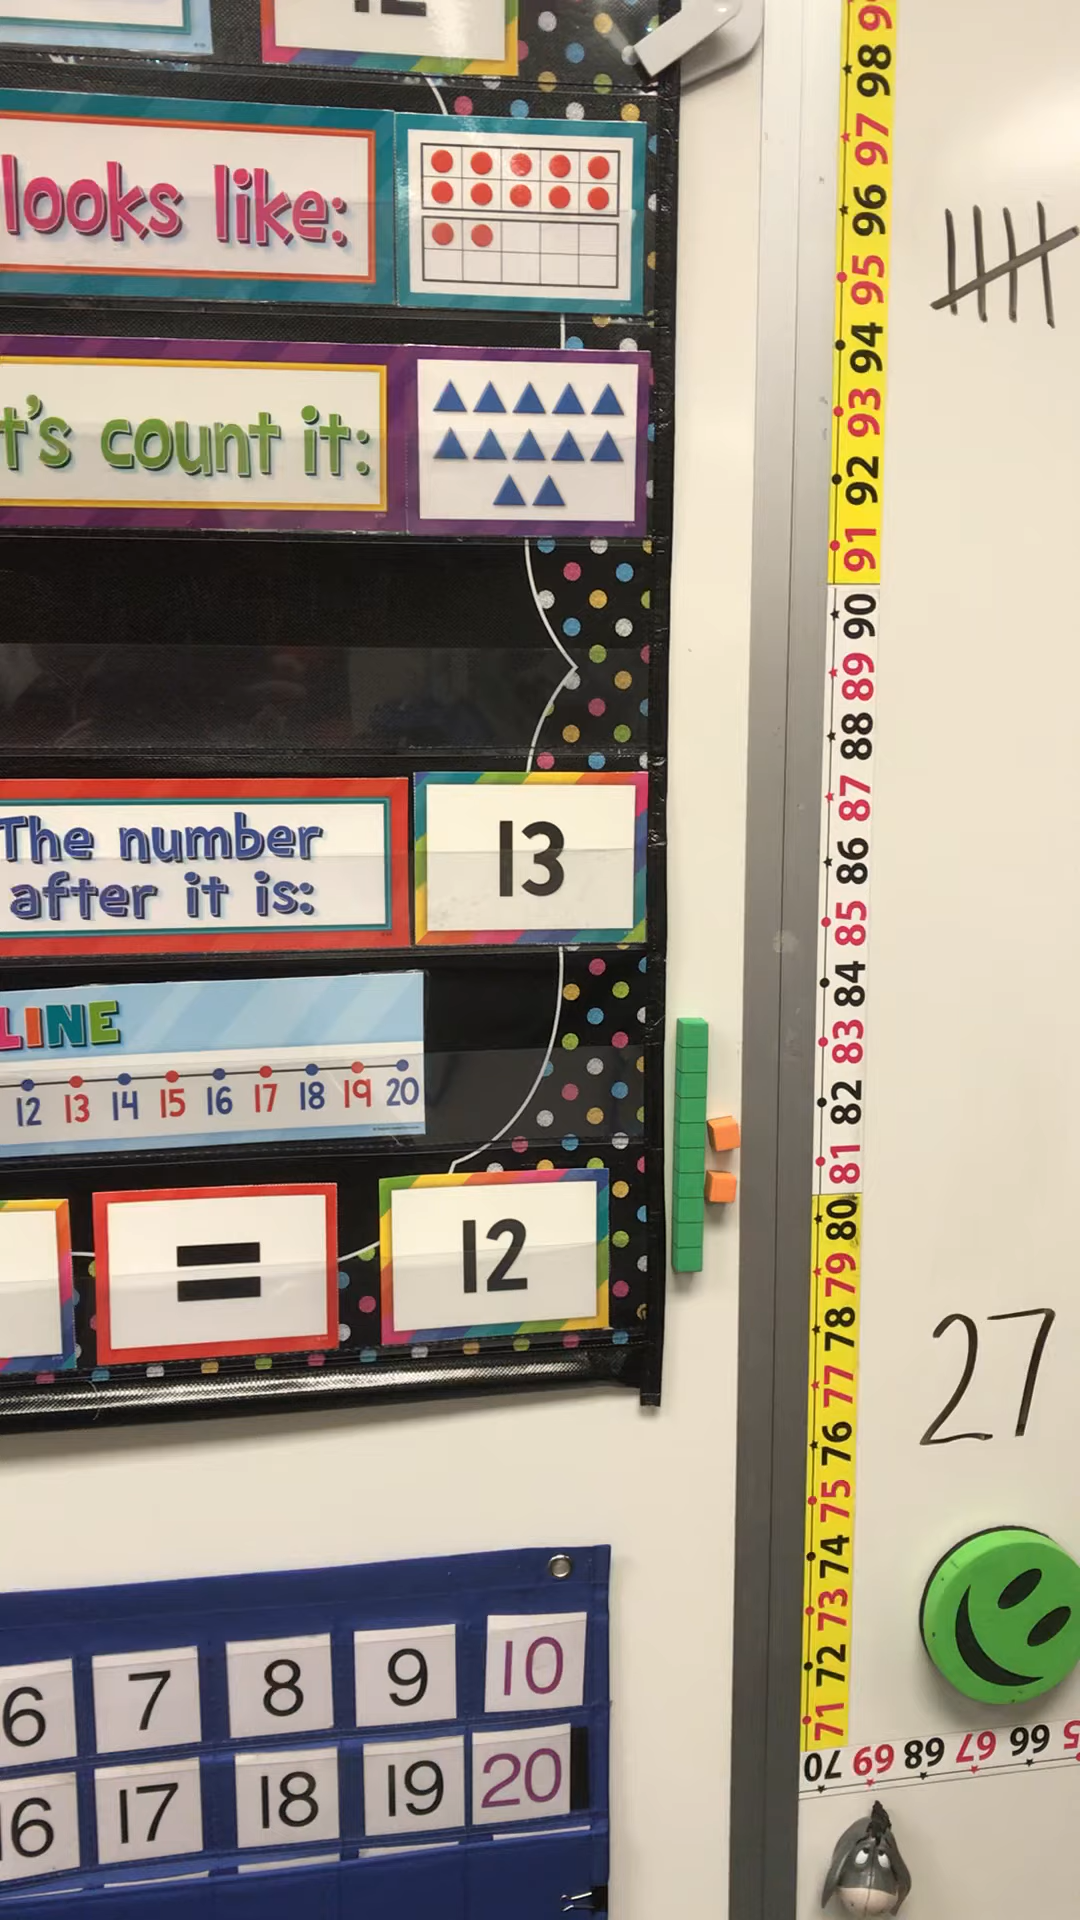 12
looks like:
t's count it:
The number
after it is:
13
LINE
12 13 14 15 16 17 18 19 20
= 12
6 7 8 9 10
16 17 18 19 20
98 97 96 95 94 93 92 91 90 89 88 87 86 85 84 83 82 81 80 79 78 77 76 75 74 73 72 71
70 69 68 67 66
27